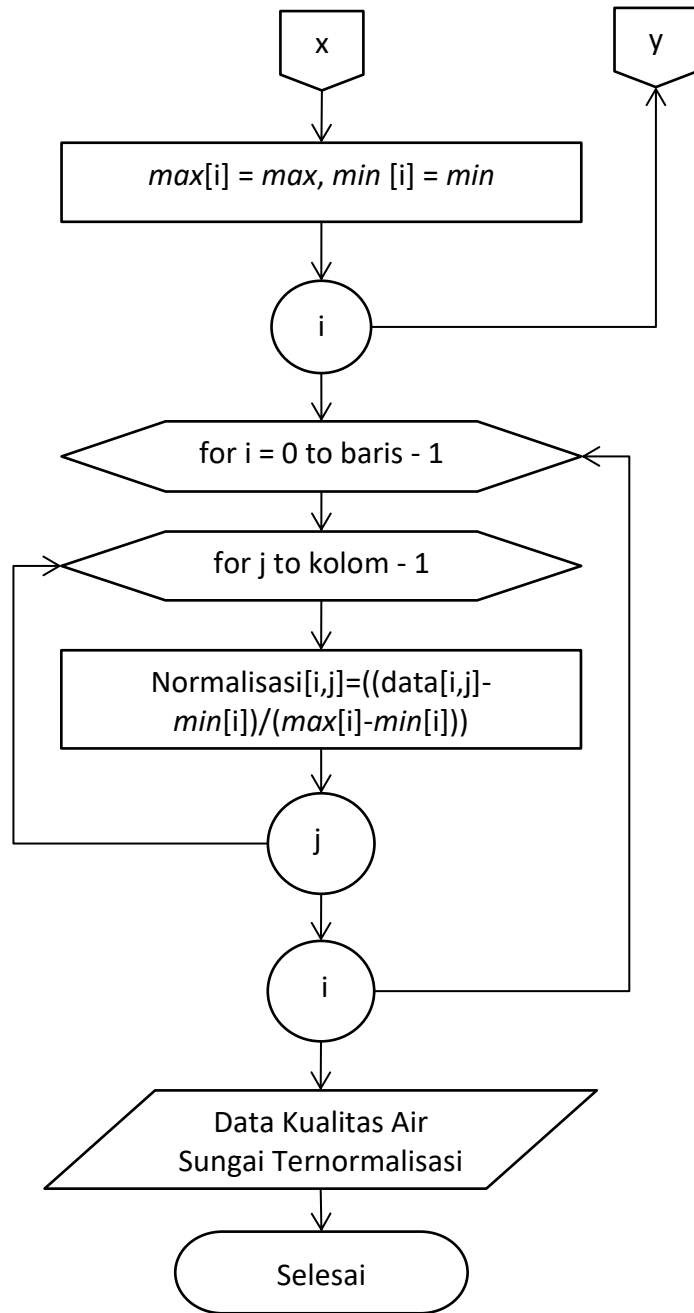 x
y
max[i] = max, min [i] = min
i
for i = 0 to baris - 1
for j to kolom - 1
Normalisasi[i,j]=((data[i,j]-
min[i])/(max[i]-min[i]))
j
i
Data Kualitas Air
Sungai Ternormalisasi
Selesai